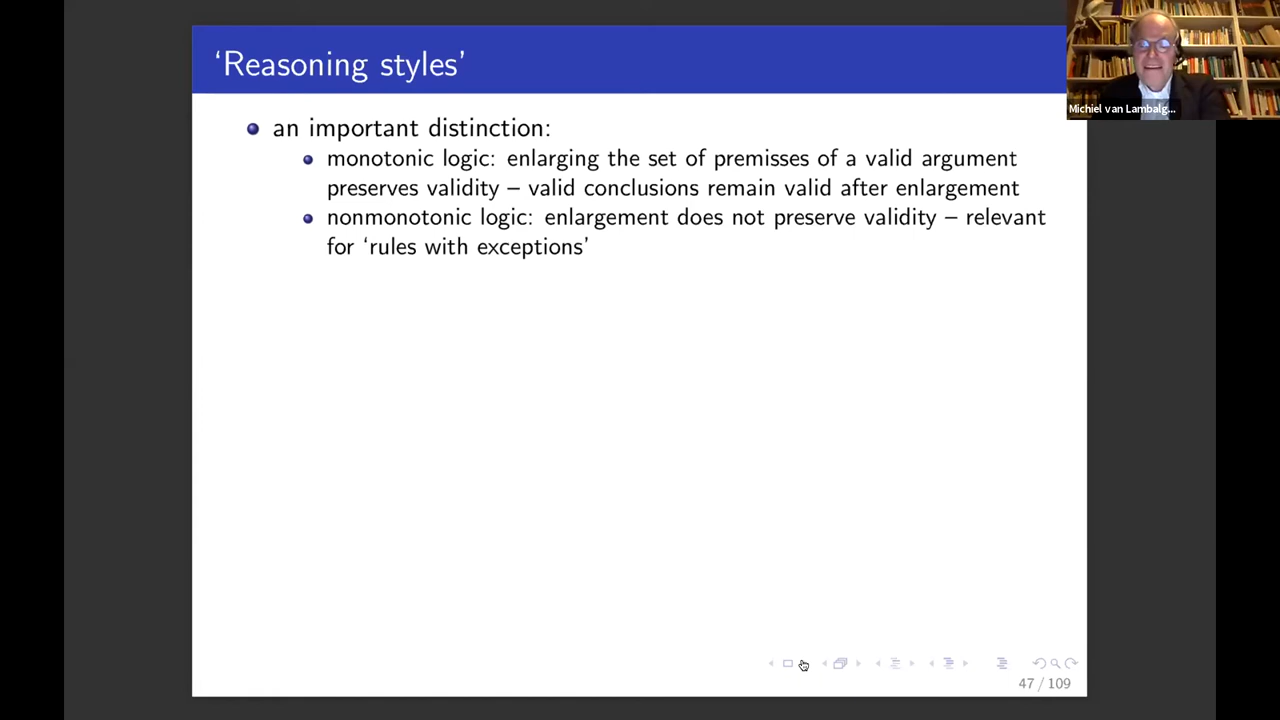 ‘Reasoning styles’
Michiel van Lambalg...
an important distinction:
monotonic logic: enlarging the set of premisses of a valid argument
preserves validity – valid conclusions remain valid after enlargement
nonmonotonic logic: enlargement does not preserve validity – relevant
for ‘rules with exceptions’
47 / 109